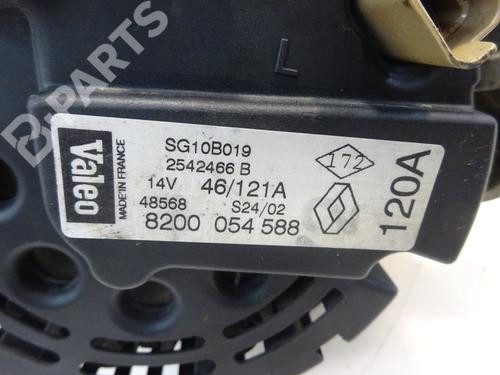 B-PARTS
L
Valeo
MADE IN FRANCE
SG10B019
2542466 B
14V 46/121A
48568 S24/02
8200 054 588
172
120A